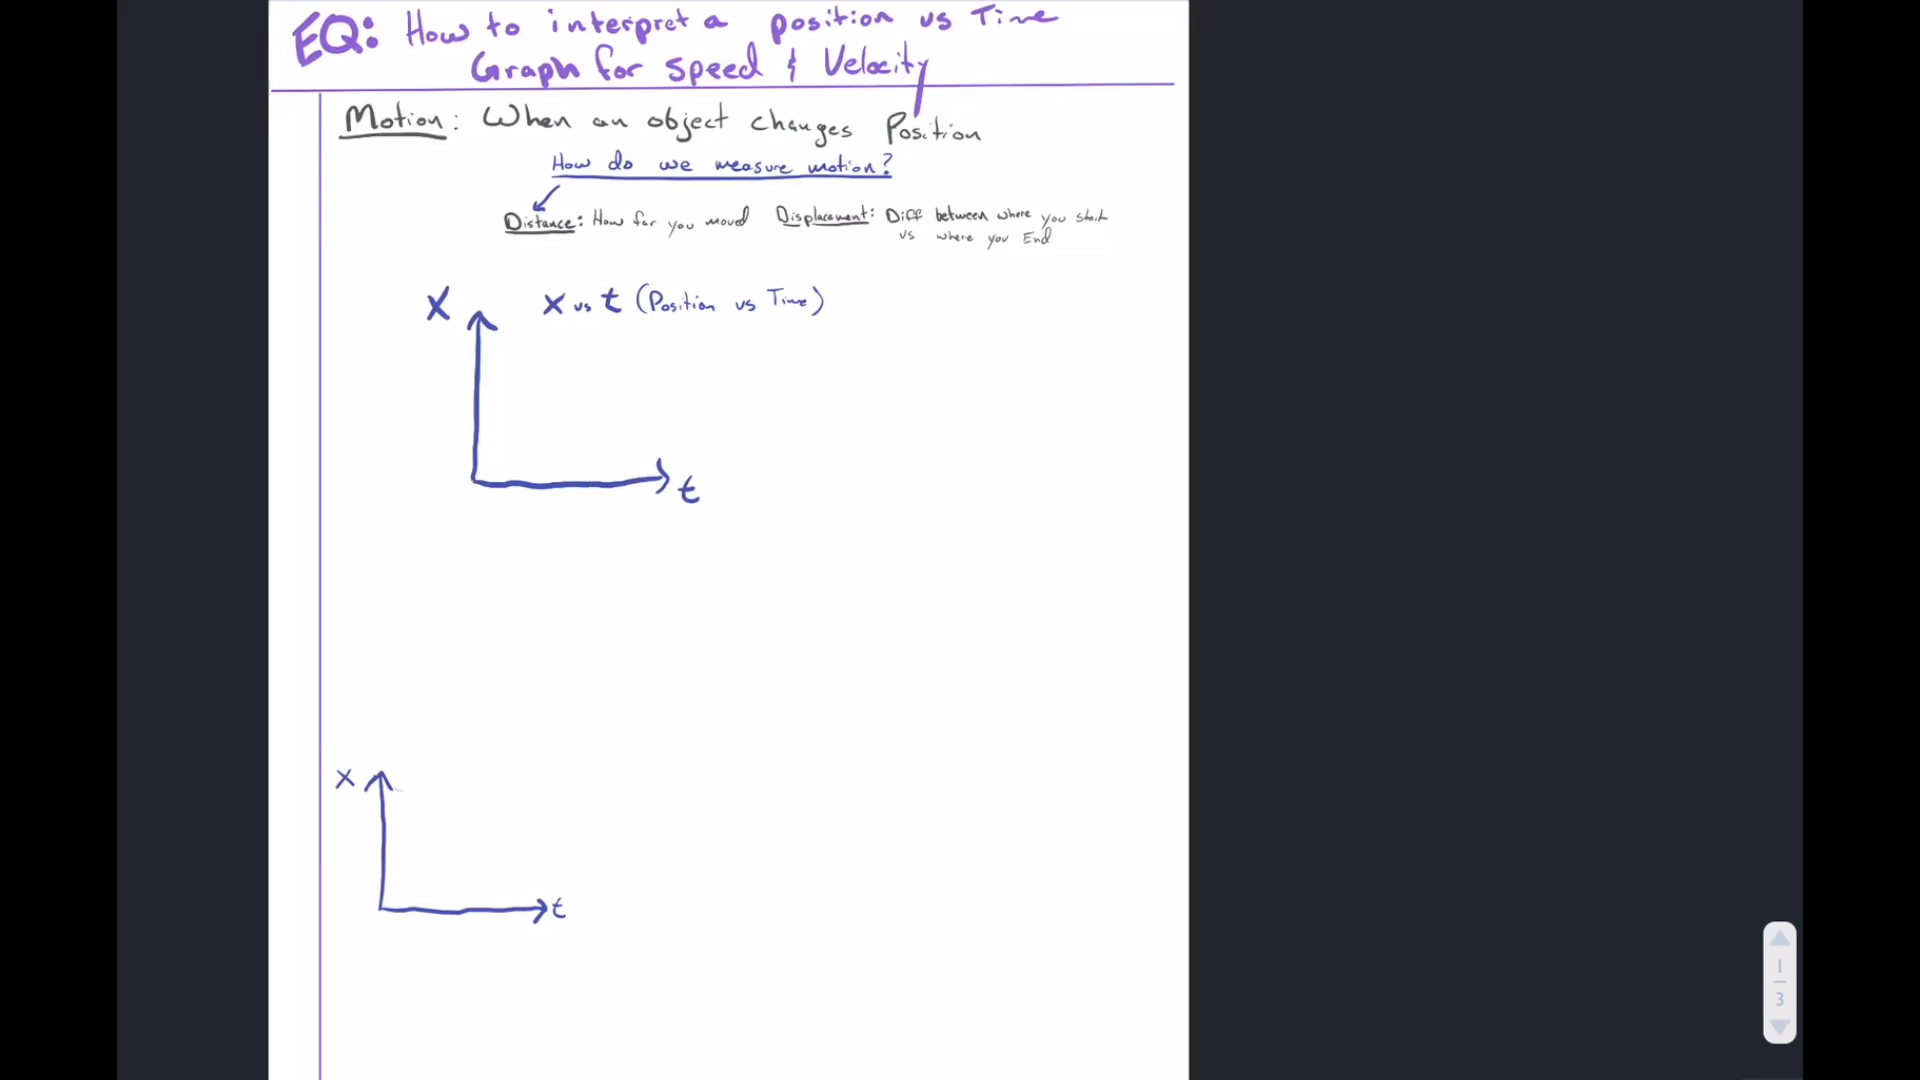 EQ: How to interpret a position vs Time
Graph for speed & Velocity
Motion: When an object changes Position
How do we measure motion?
Distance: How far you moved Displacement: Diff between where you start
vs where you End
X
x vs t (Position vs Time)
t
x
t
1
3